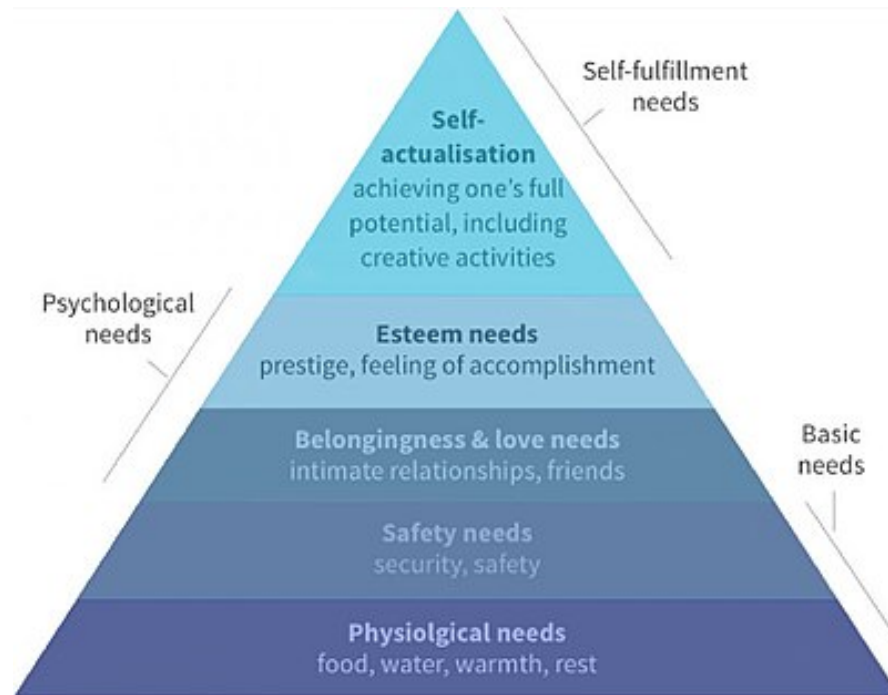 Self-fulfillment
needs
Self-
actualisation
achieving one's full
potential, including
creative activities
Psychological
needs
Esteem needs
prestige, feeling of accomplishment
Belongingness & love needs
intimate relationships, friends
Basic
needs
Safety needs
security, safety
Physiolgical needs
food, water, warmth, rest